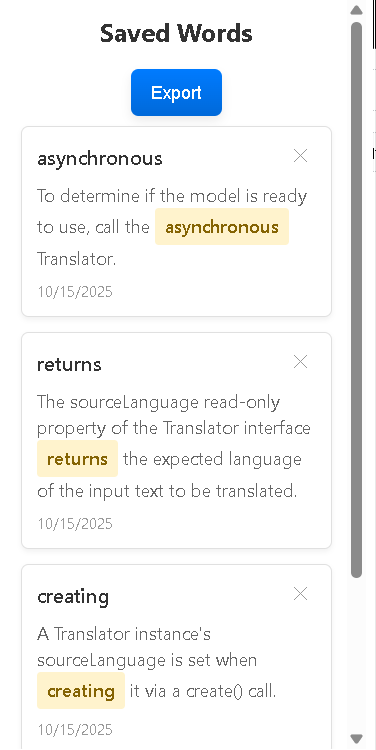 Saved Words
Export
asynchronous
To determine if the model is ready
to use, call the asynchronous
Translator.
10/15/2025
returns
The sourceLanguage read-only
property of the Translator interface
returns the expected language
of the input text to be translated.
10/15/2025
creating
A Translator instance's
sourceLanguage is set when
creating it via a create() call.
10/15/2025